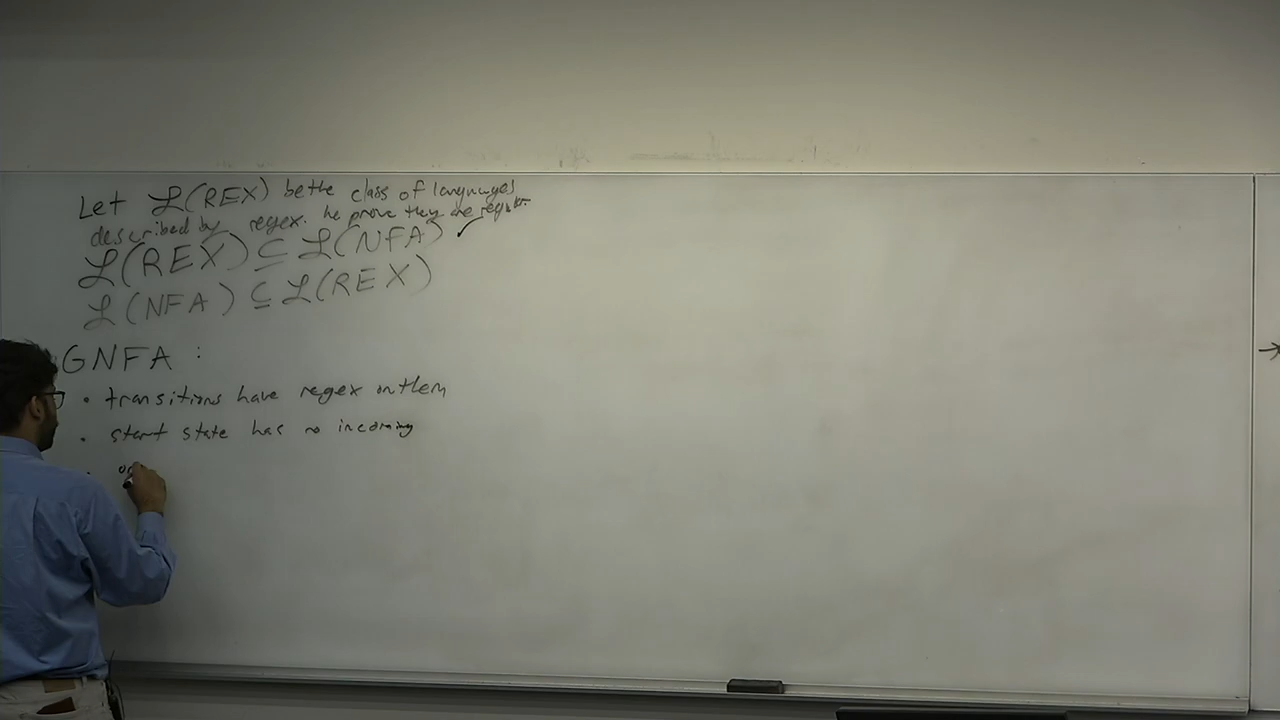 Let ℒ(REX) be the class of languages
described by regex. We prove they are regular.
ℒ(REX) ⊆ ℒ(NFA) ✓
ℒ(NFA) ⊆ ℒ(REX)
GNFA :
• transitions have regex on them
• start state has no incoming
•